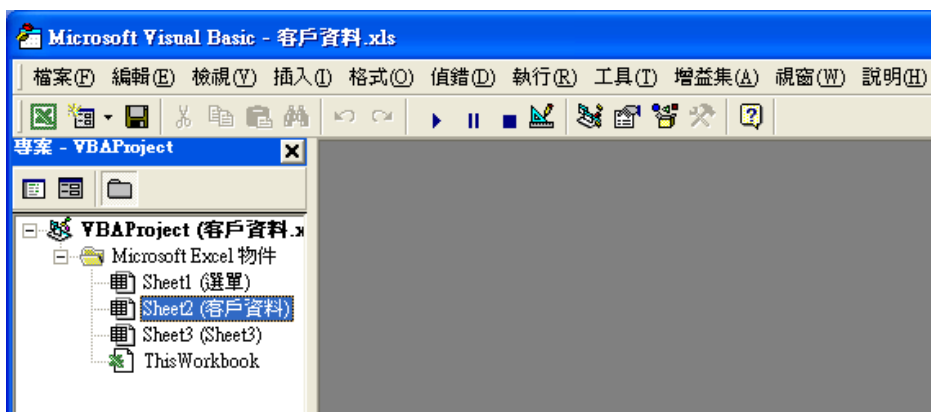 Microsoft Visual Basic - 客戶資料.xls
檔案(F) 編輯(E) 檢視(V) 插入(I) 格式(O) 偵錯(D) 執行(R) 工具(T) 增益集(A) 視窗(W) 說明(H)
專案 - VBAProject
VBAProject (客戶資料.x
Microsoft Excel 物件
Sheet1 (選單)
Sheet2 (客戶資料)
Sheet3 (Sheet3)
ThisWorkbook